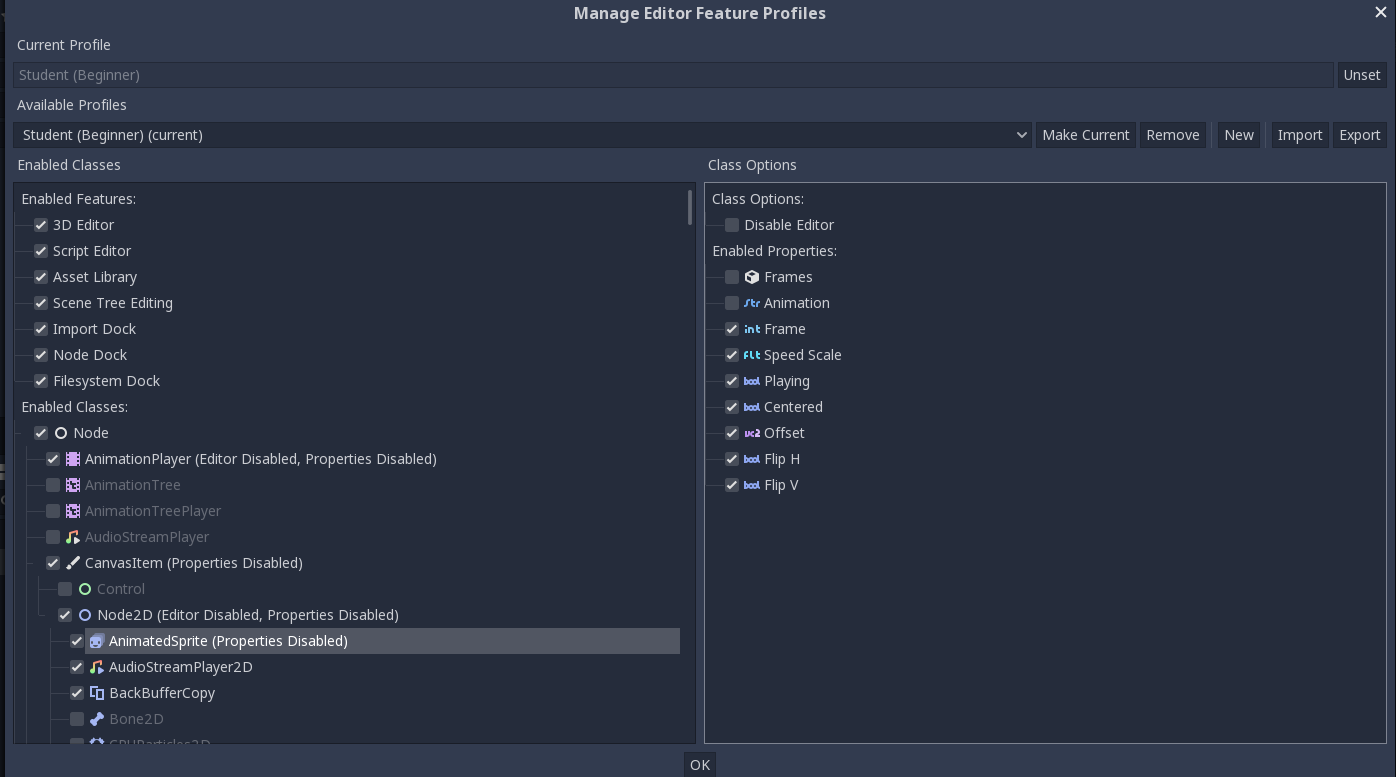 Manage Editor Feature Profiles
Current Profile
Student (Beginner) Unset
Available Profiles
Student (Beginner) (current) Make Current Remove New Import Export
Enabled Classes
Enabled Features:
3D Editor
Script Editor
Asset Library
Scene Tree Editing
Import Dock
Node Dock
Filesystem Dock
Enabled Classes:
Node
AnimationPlayer (Editor Disabled, Properties Disabled)
AnimationTree
AnimationTreePlayer
AudioStreamPlayer
CanvasItem (Properties Disabled)
Control
Node2D (Editor Disabled, Properties Disabled)
AnimatedSprite (Properties Disabled)
AudioStreamPlayer2D
BackBufferCopy
Bone2D
CPUParticles2D
Class Options
Class Options:
Disable Editor
Enabled Properties:
Frames
Str Animation
int Frame
flt Speed Scale
bool Playing
bool Centered
vc2 Offset
bool Flip H
bool Flip V
OK